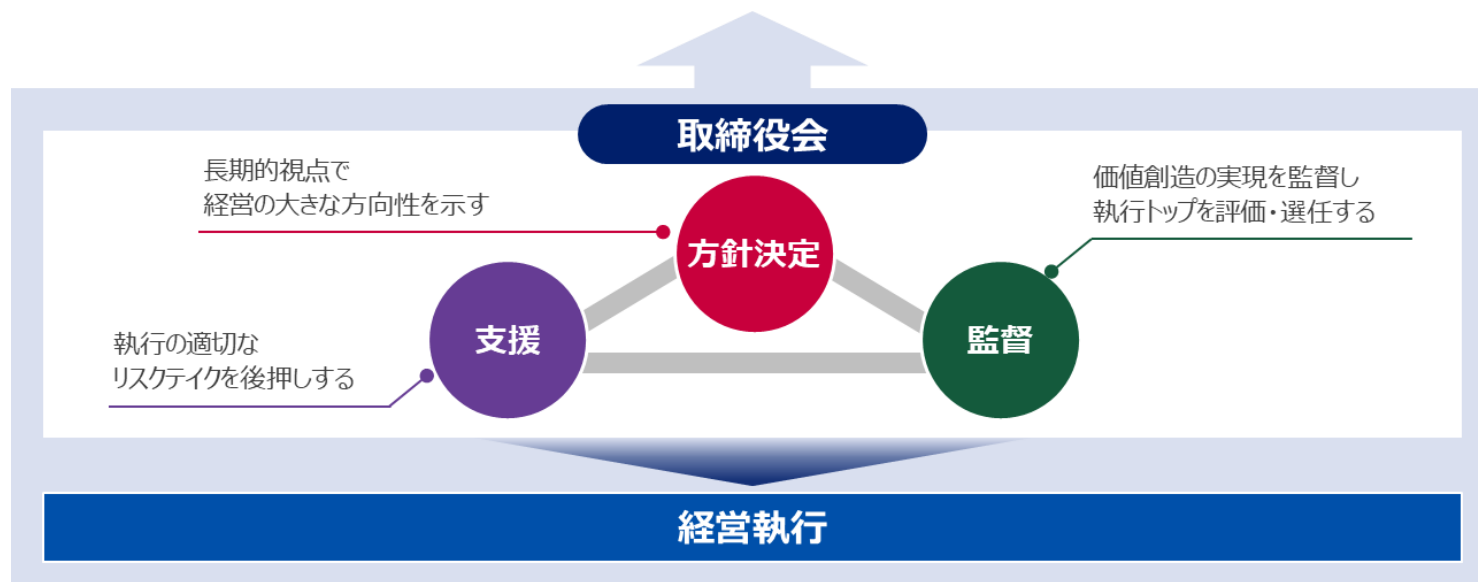 取締役会
長期的視点で
経営の大きな方向性を示す
価値創造の実現を監督し
執行トップを評価・選任する
方針決定
支援
監督
執行の適切な
リスクテイクを後押しする
経営執行